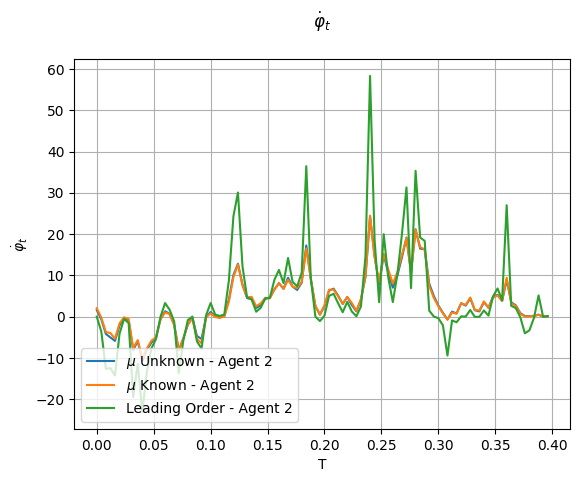 φ̇ₜ
φ̇ₜ
60
50
40
30
20
10
0
−10
−20
μ Unknown - Agent 2
μ Known - Agent 2
Leading Order - Agent 2
0.00 0.05 0.10 0.15 0.20 0.25 0.30 0.35 0.40
T